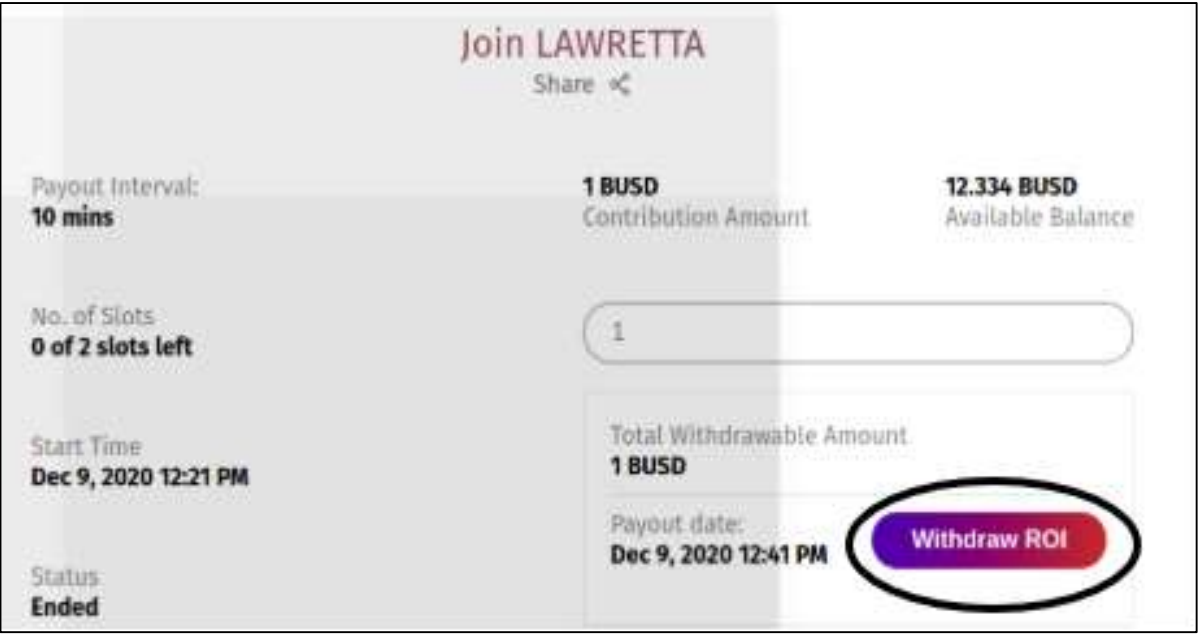 Join LAWRETTA
Share
Payout Interval:
10 mins
1 BUSD
Contribution Amount
12.334 BUSD
Available Balance
No. of Slots
0 of 2 slots left
1
Start Time
Dec 9, 2020 12:21 PM
Total Withdrawable Amount
1 BUSD
Payout date:
Dec 9, 2020 12:41 PM
Withdraw ROI
Status
Ended